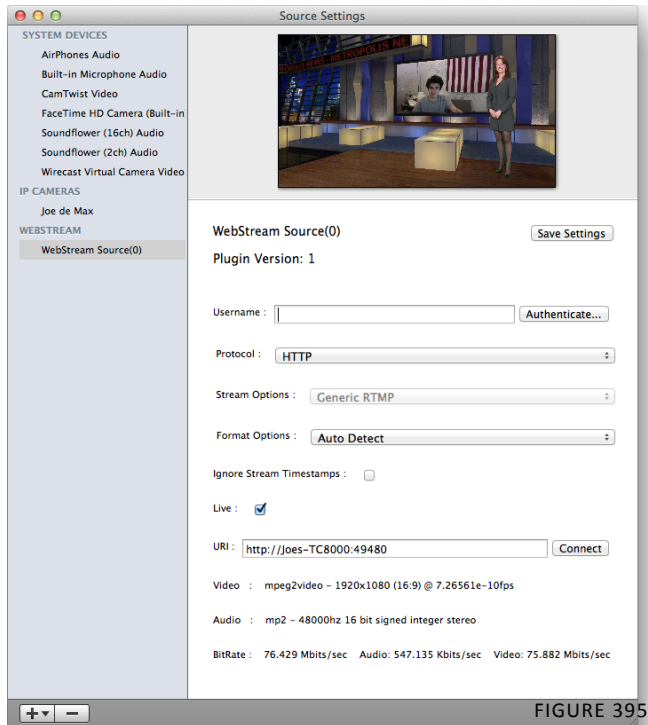 Source Settings
SYSTEM DEVICES
AirPhones Audio
Built-in Microphone Audio
CamTwist Video
FaceTime HD Camera (Built-in
Soundflower (16ch) Audio
Soundflower (2ch) Audio
Wirecast Virtual Camera Video
IP CAMERAS
Joe de Max
WEBSTREAM
WebStream Source(0)
METROPOLIS NE
WebStream Source(0)
Save Settings
Plugin Version: 1
Username :
Authenticate...
Protocol : HTTP
Stream Options : Generic RTMP
Format Options : Auto Detect
Ignore Stream Timestamps :
Live :
URI : http://Joes-TC8000:49480
Connect
Video : mpeg2video - 1920x1080 (16:9) @ 7.26561e-10fps
Audio : mp2 - 48000hz 16 bit signed integer stereo
BitRate : 76.429 Mbits/sec Audio: 547.135 Kbits/sec Video: 75.882 Mbits/sec
FIGURE 395